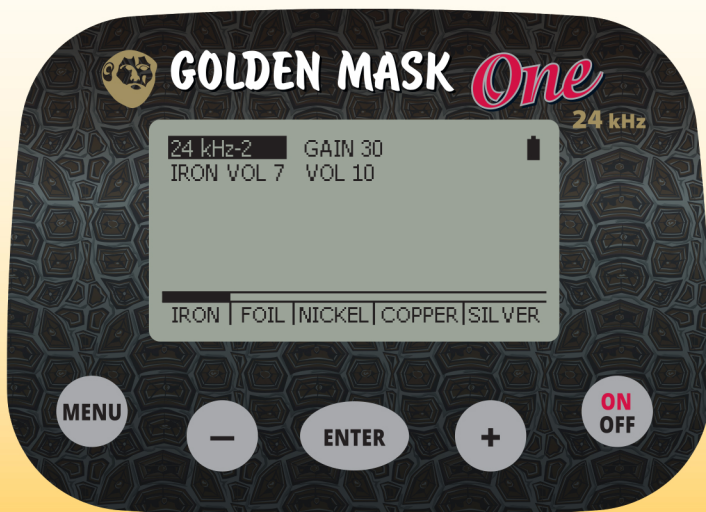 GOLDEN MASK One
24 kHz
24 kHz-2 GAIN 30
IRON VOL 7 VOL 10
IRON FOIL NICKEL COPPER SILVER
MENU
–
ENTER
+
ON
OFF